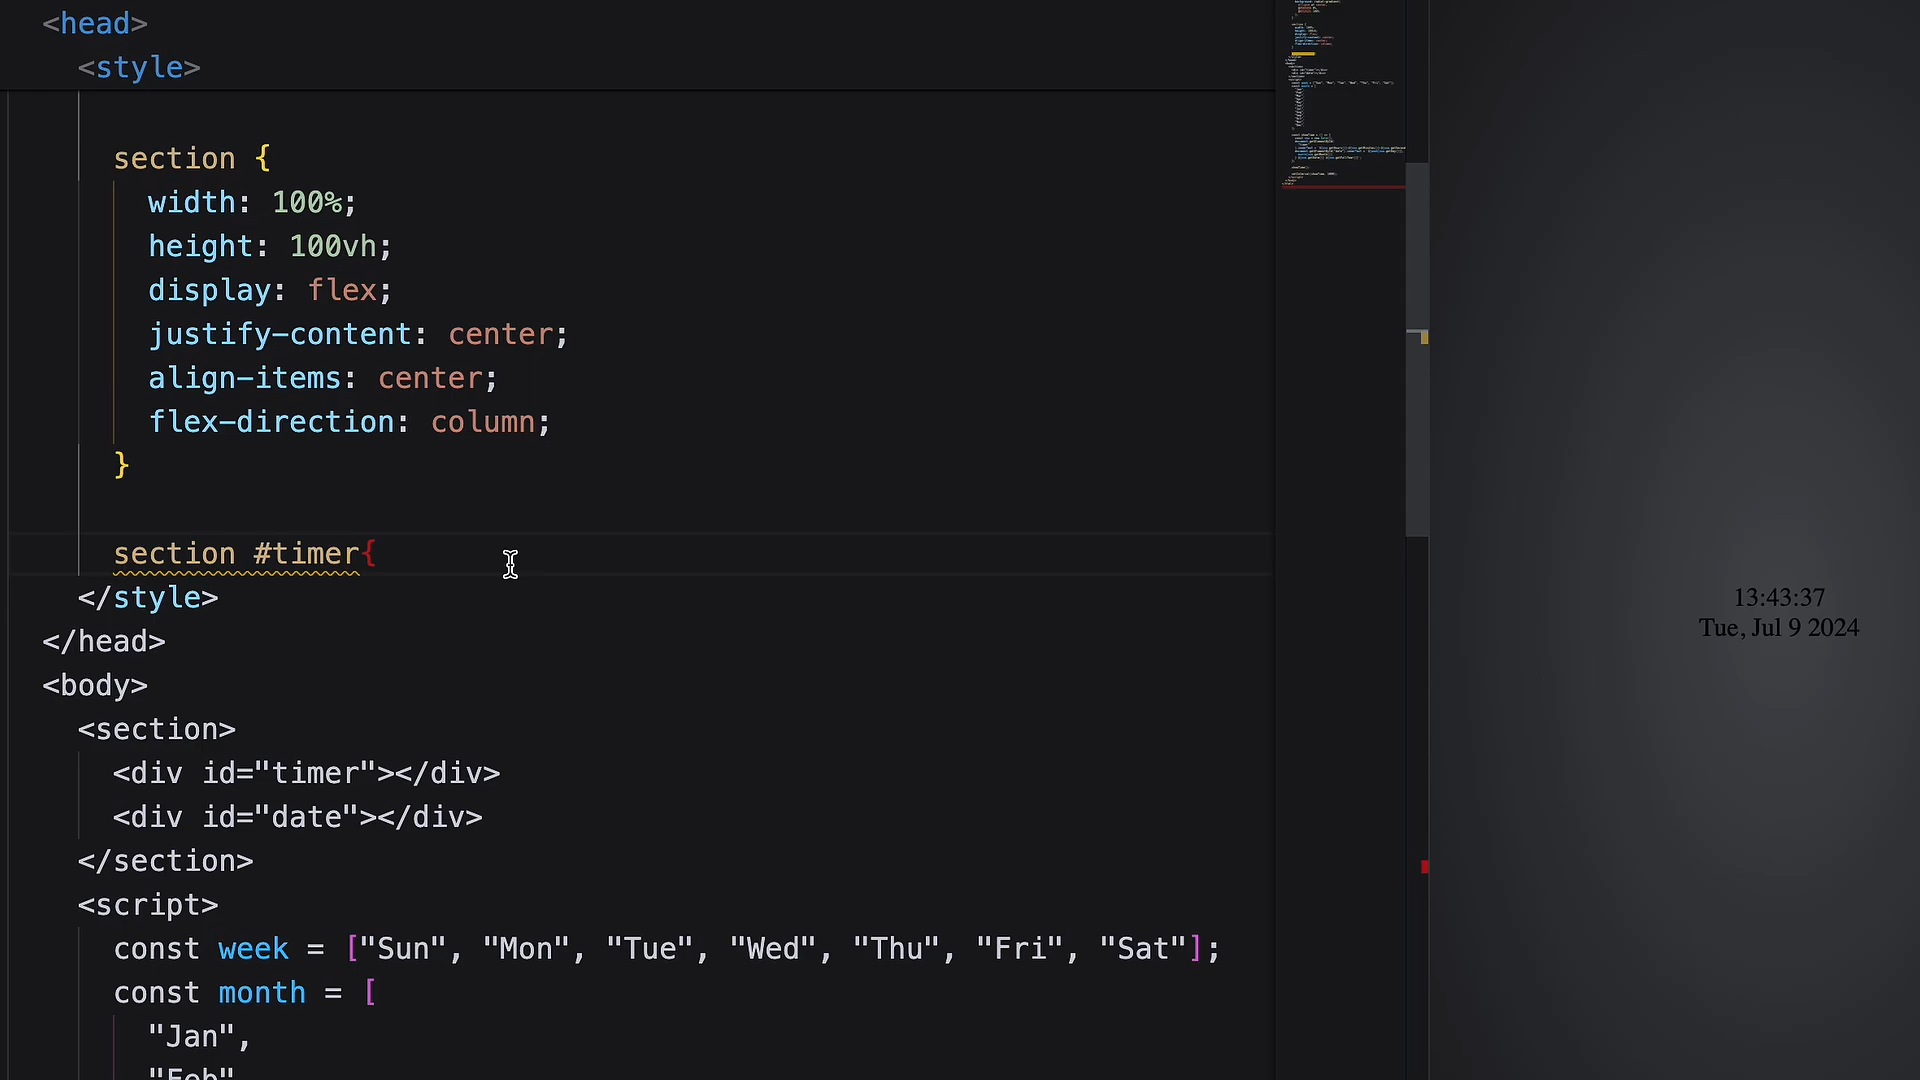 <head>
<style>
section {
width: 100%;
height: 100vh;
display: flex;
justify-content: center;
align-items: center;
flex-direction: column;
}
section #timer{
</style>
</head>
<body>
<section>
<div id="timer"></div>
<div id="date"></div>
</section>
<script>
const week = ["Sun", "Mon", "Tue", "Wed", "Thu", "Fri", "Sat"];
const month = [
"Jan",
"Feb"
13:43:37
Tue, Jul 9 2024